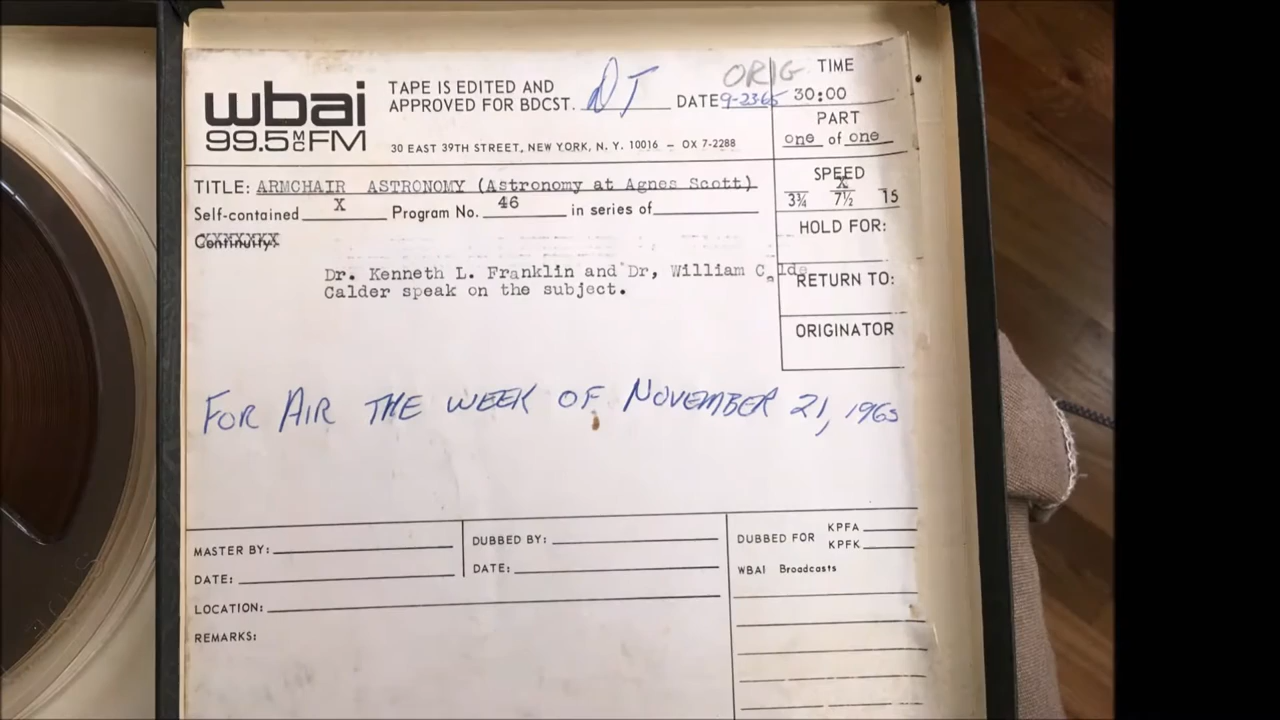 wbai
99.5 MC FM
TAPE IS EDITED AND
APPROVED FOR BDCST. DT
DATE 9-23-65
30 EAST 39TH STREET, NEW YORK, N. Y. 10016 – OX 7-2288
ORIG
TIME
30:00
PART
one of one
SPEED
X
3¾ 7½ 15
HOLD FOR:
RETURN TO:
ORIGINATOR
TITLE: ARMCHAIR ASTRONOMY (Astronomy at Agnes Scott)
Self-contained X Program No. 46 in series of
Continuity:
Dr. Kenneth L. Franklin and Dr, William C
Calder speak on the subject.
FOR AIR THE WEEK OF NOVEMBER 21, 1965
MASTER BY:
DATE:
DUBBED BY:
DATE:
LOCATION:
REMARKS:
DUBBED FOR KPFA
KPFK
WBAI Broadcasts